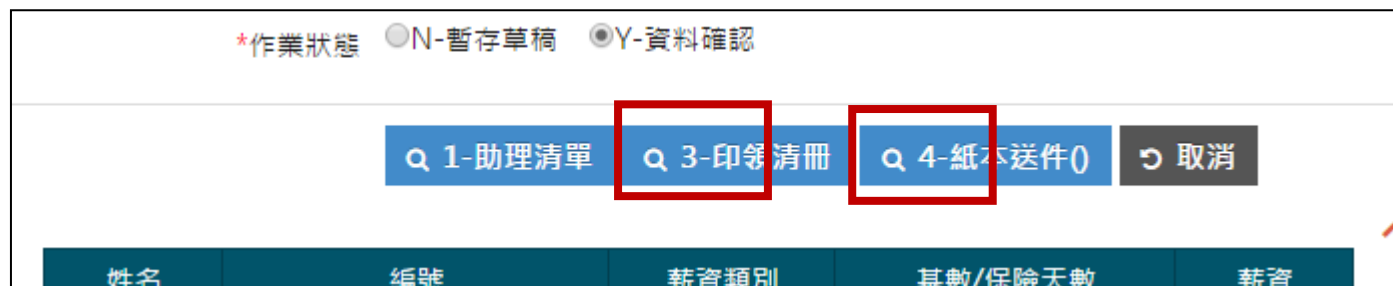 *作業狀態 N-暫存草稿 Y-資料確認
1-助理清單 3-印領清冊 4-紙本送件() 取消
姓名 編號 薪資類別 基數/保險天數 薪資